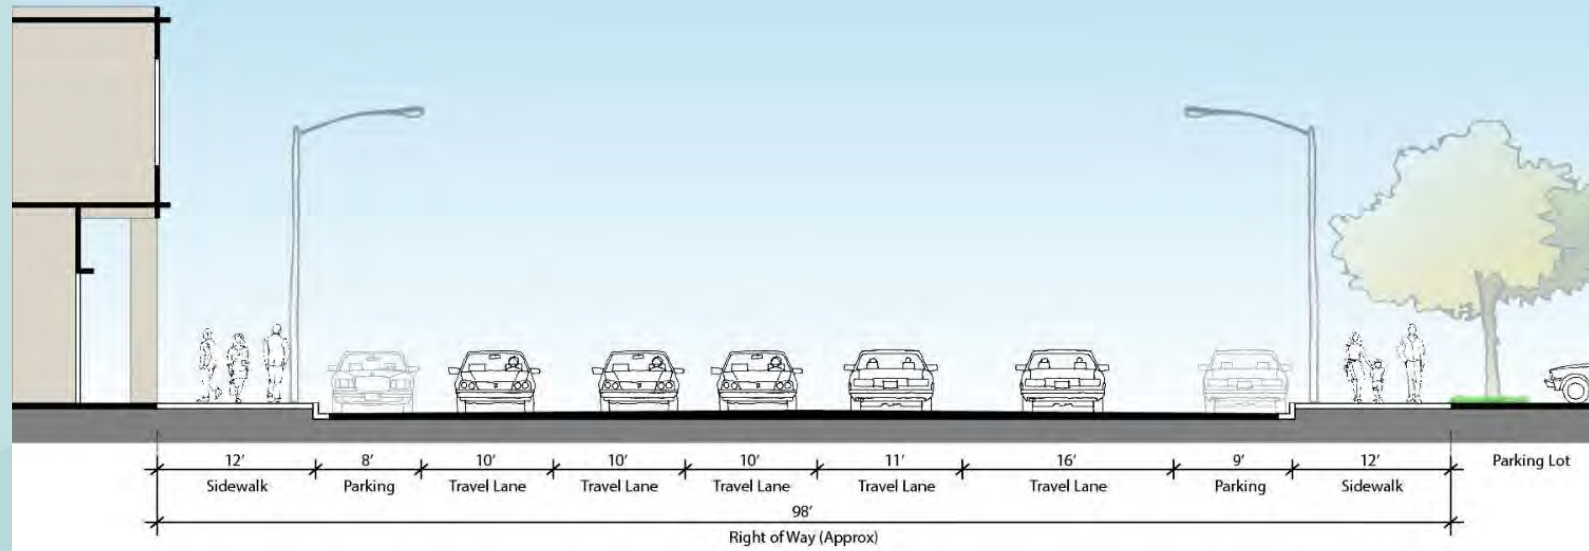 12' 8' 10' 10' 10' 11' 16' 9' 12' Parking Lot
Sidewalk Parking Travel Lane Travel Lane Travel Lane Travel Lane Travel Lane Parking Sidewalk
98'
Right of Way (Approx)